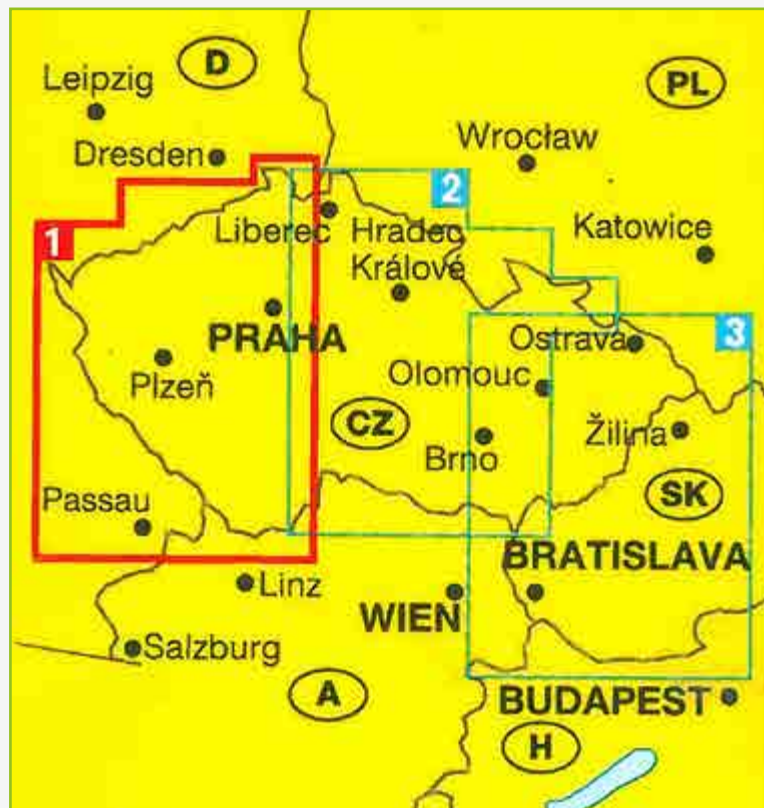 D
Leipzig
PL
Dresden
Wrocław
2
1
Liberec
Hradec
Králové
Katowice
PRAHA
3
Ostrava
Plzeň
Olomouc
CZ
Brno
Žilina
SK
Passau
BRATISLAVA
Linz
WIEN
Salzburg
A
BUDAPEST
H